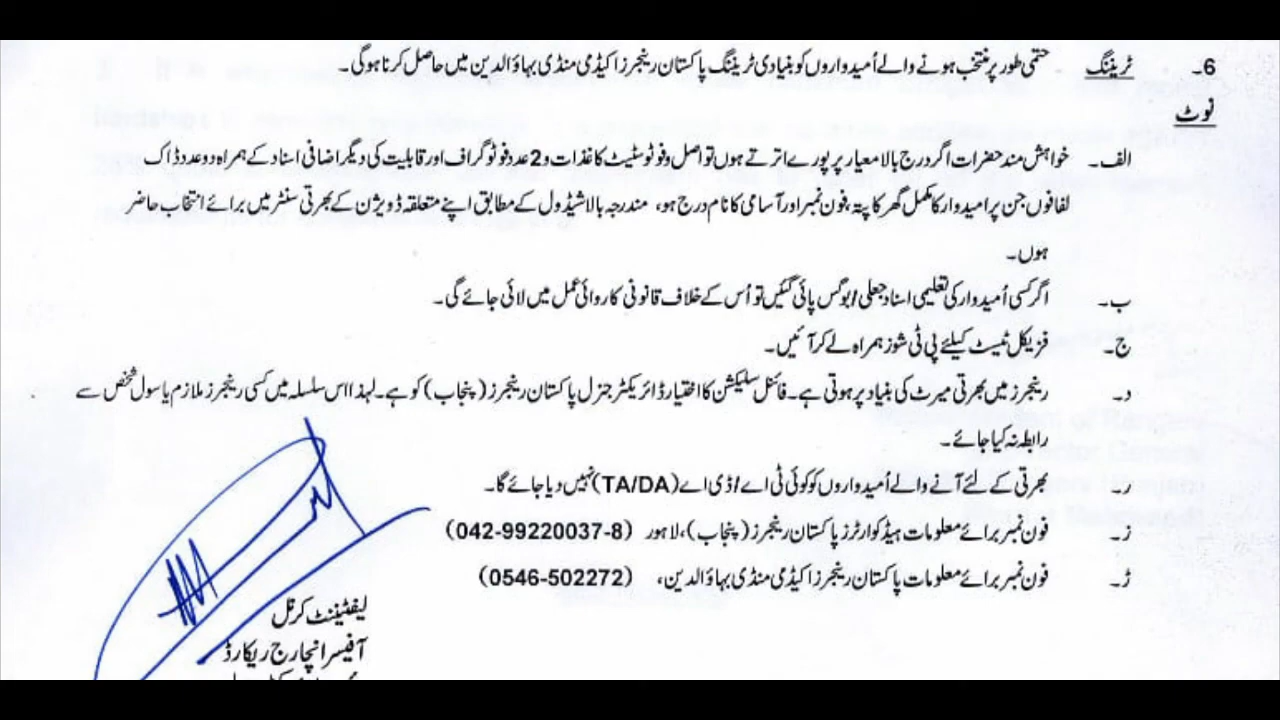 6۔ ٹریننگ حتمی طور پر منتخب ہونے والے اُمیدواروں کو بنیادی ٹریننگ پاکستان رینجرز اکیڈمی منڈی بہاؤالدین میں حاصل کرنا ہوگی۔
نوٹ
الف۔ خواہش مند حضرات اگر درج بالا معیار پر پورے اترتے ہوں تو اصل و فوٹو سٹیٹ کاغذات و 2 عدد فوٹو گراف اور قابلیت کی دیگر اضافی اسناد کے ہمراہ دو عدد ڈاک
لفافوں جن پر امیدوار کا مکمل گھر کا پتہ، فون نمبر اور آسامی کا نام درج ہو، مندرجہ بالا شیڈول کے مطابق اپنے متعلقہ ڈویژن کے بھرتی سنٹر میں برائے انتخاب حاضر
ہوں۔
ب۔ اگر کسی اُمیدوار کی تعلیمی اسناد جعلی / بوگس پائی گئیں تو اُس کے خلاف قانونی کاروائی عمل میں لائی جائے گی۔
ج۔ فزیکل ٹیسٹ کیلئے پی ٹی شوز ہمراہ لے کر آئیں۔
د۔ رینجرز میں بھرتی میرٹ کی بنیاد پر ہوتی ہے۔ فائنل سلیکشن کا اختیار ڈائریکٹر جنرل پاکستان رینجرز (پنجاب) کو ہے۔ لہذا اس سلسلہ میں کسی رینجرز ملازم یا سول شخص سے
رابطہ نہ کیا جائے۔
ر۔ بھرتی کے لئے آنے والے اُمیدواروں کو کوئی ٹی اے / ڈی اے (TA/DA) نہیں دیا جائے گا۔
ز۔ فون نمبر برائے معلومات ہیڈکوارٹرز پاکستان رینجرز (پنجاب)، لاہور (042-99220037-8)
ژ۔ فون نمبر برائے معلومات پاکستان رینجرز اکیڈمی منڈی بہاؤالدین، (0546-502272)
لیفٹیننٹ کرنل
آفیسر انچارج ریکارڈ